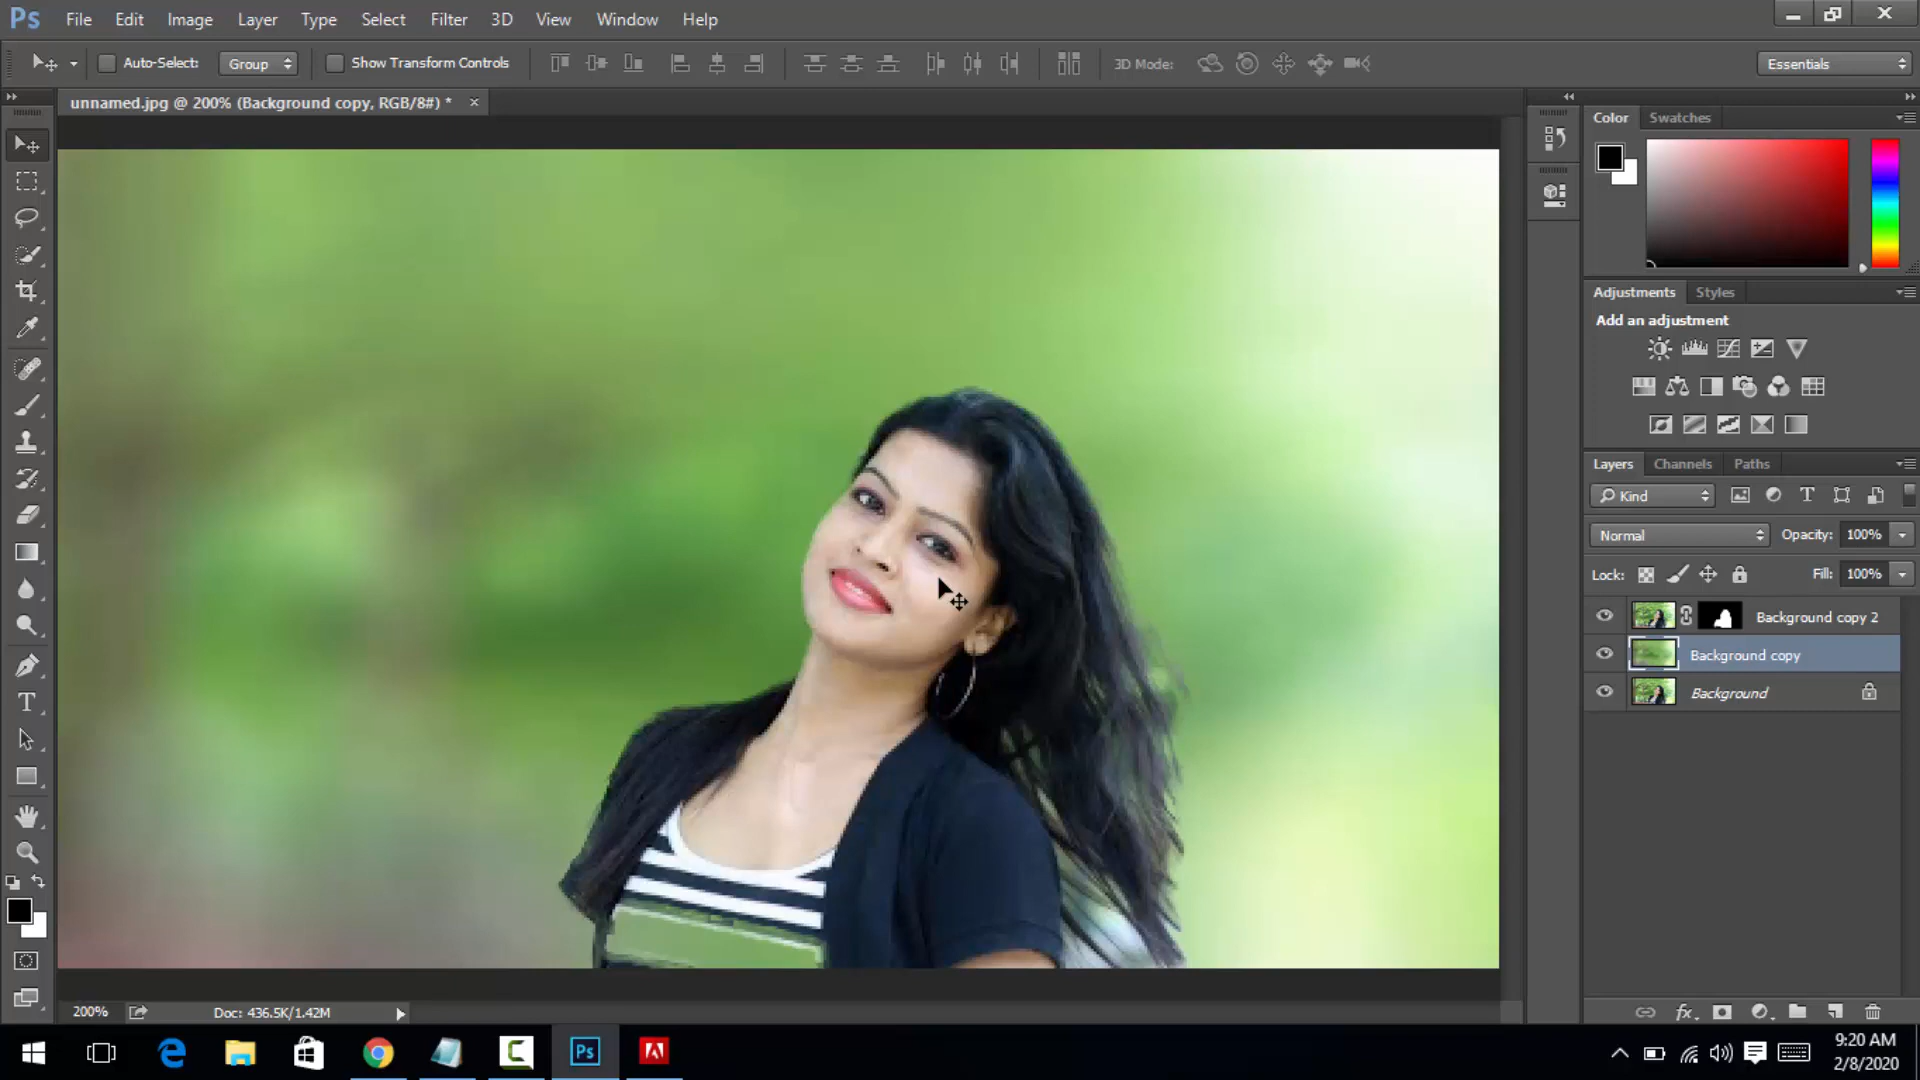 Ps File Edit Image Layer Type Select Filter 3D View Window Help
Auto-Select: Group Show Transform Controls 3D Mode: Essentials
unnamed.jpg @ 200% (Background copy, RGB/8#) * ×
Color Swatches
Adjustments Styles
Add an adjustment
Layers Channels Paths
Kind
Normal Opacity: 100%
Lock: Fill: 100%
Background copy 2
Background copy
Background
200% Doc: 436.5K/1.42M
Ps
9:20 AM
2/8/2020